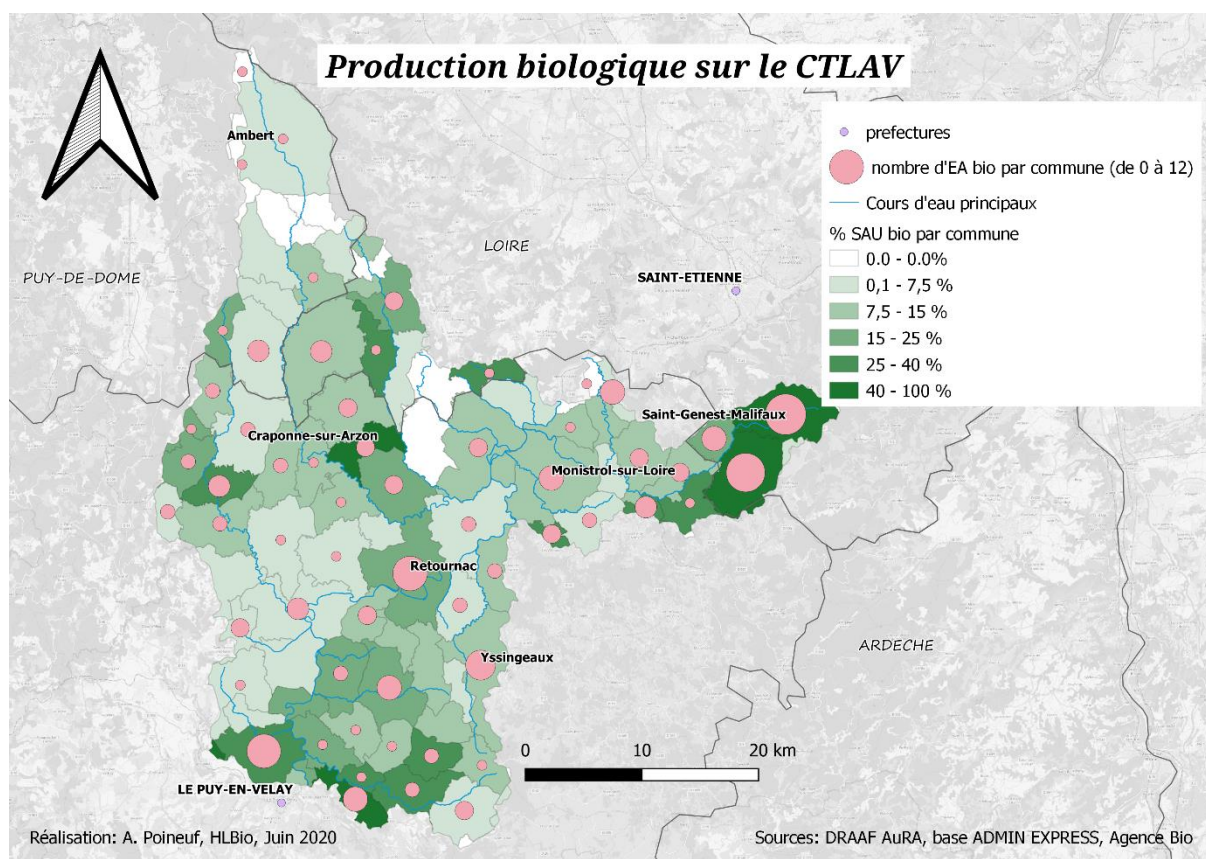 Production biologique sur le CTLAV
prefectures
nombre d'EA bio par commune (de 0 à 12)
Cours d'eau principaux
% SAU bio par commune
0.0 - 0.0%
0,1 - 7,5 %
7,5 - 15 %
15 - 25 %
25 - 40 %
40 - 100 %
Ambert
LOIRE
PUY-DE-DOME
SAINT-ETIENNE
Saint-Genest-Malifaux
Craponne-sur-Arzon
Monistrol-sur-Loire
Retournac
ARDECHE
Yssingeaux
0 10 20 km
LE PUY-EN-VELAY
Réalisation: A. Poineuf, HLBio, Juin 2020
Sources: DRAAF AuRA, base ADMIN EXPRESS, Agence Bio